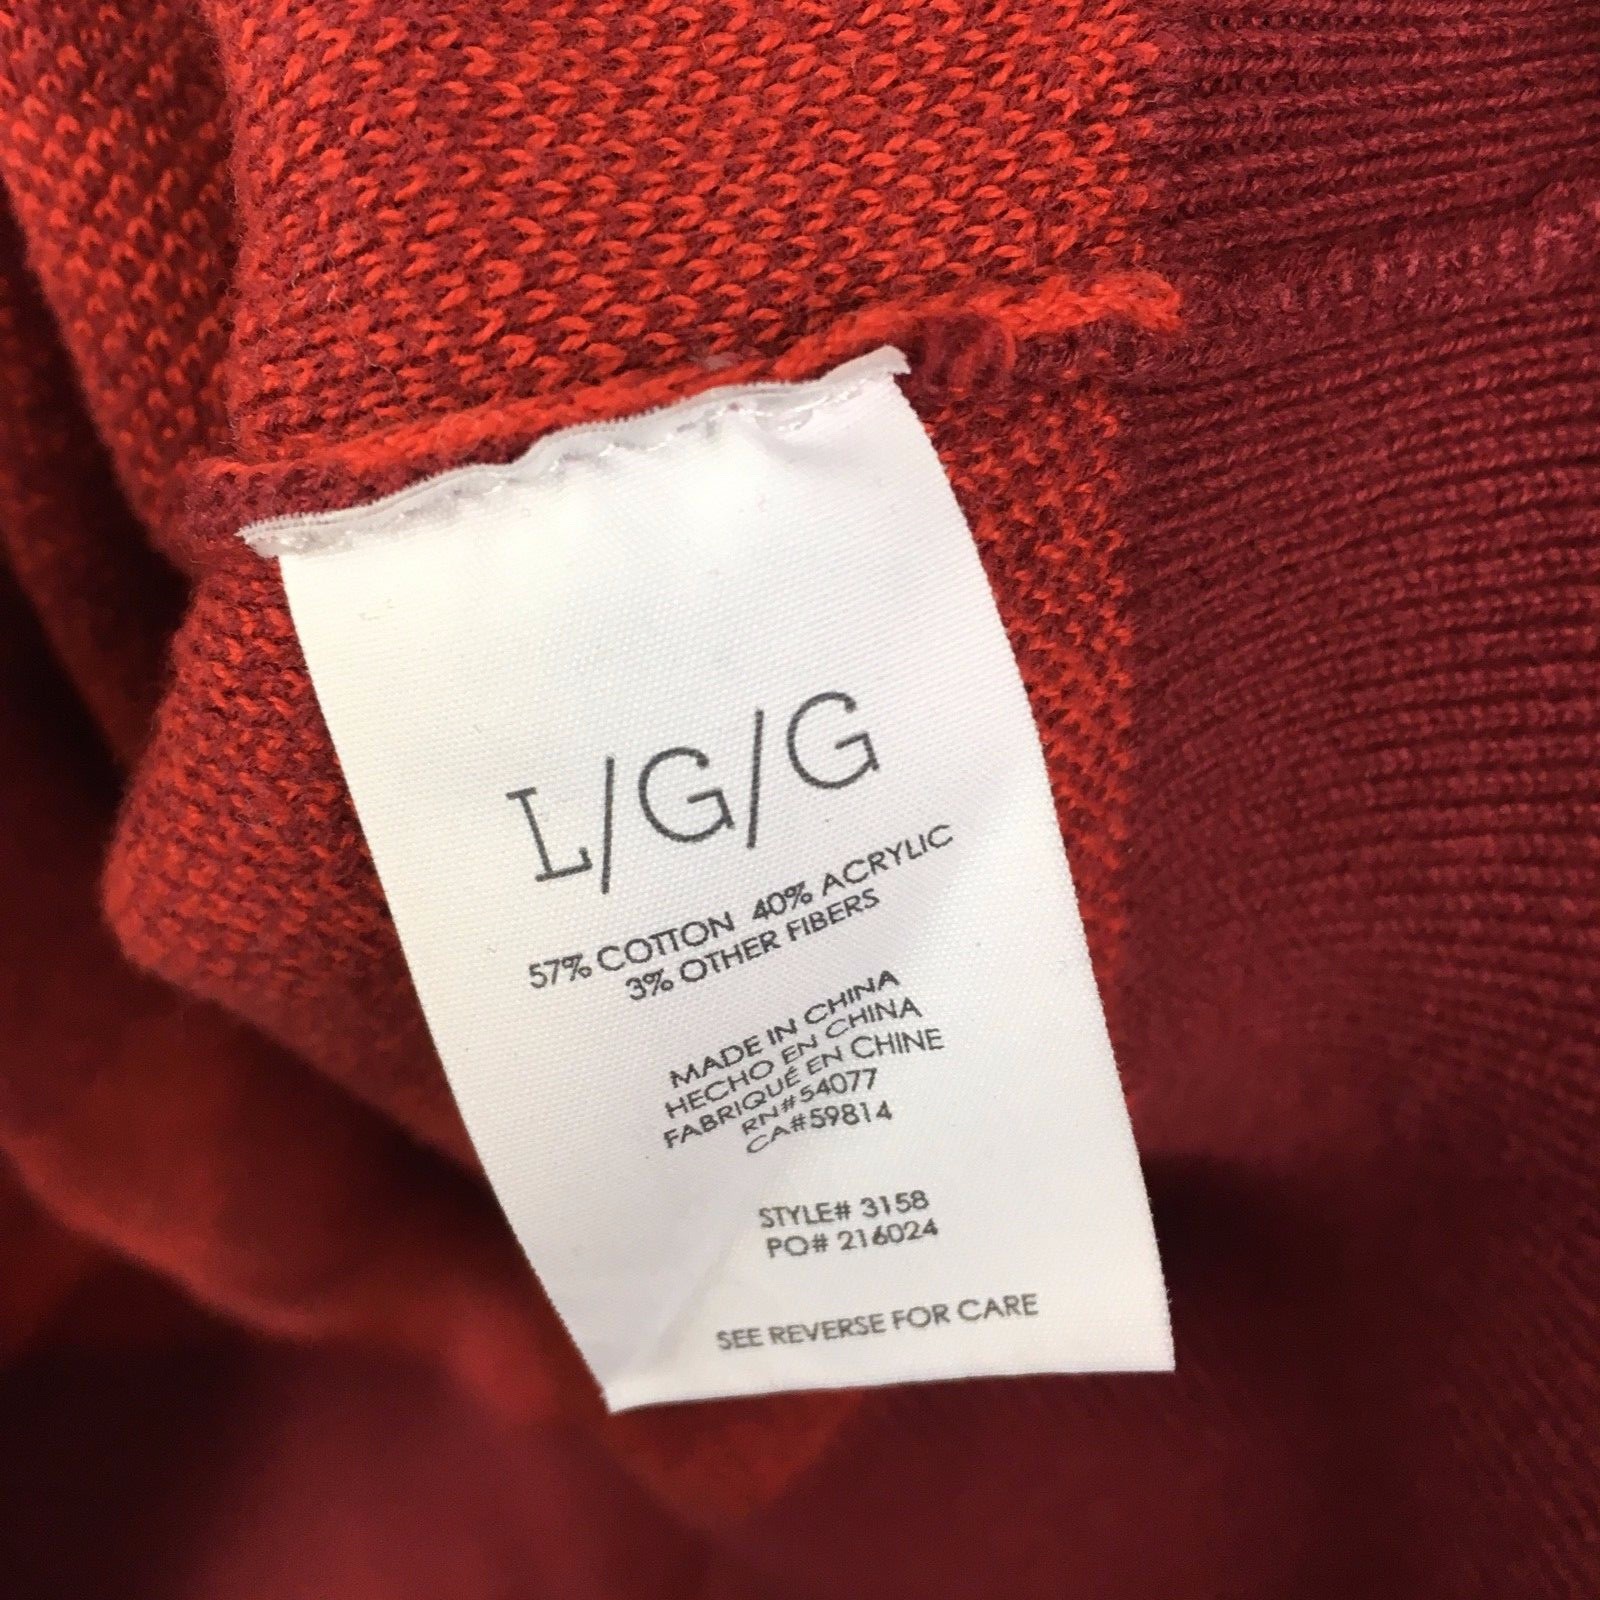 L/G/G
57% COTTON 40% ACRYLIC
3% OTHER FIBERS
MADE IN CHINA
HECHO EN CHINA
FABRIQUÉ EN CHINE
RN#54077
CA#59814
STYLE# 3158
PO# 216024
SEE REVERSE FOR CARE